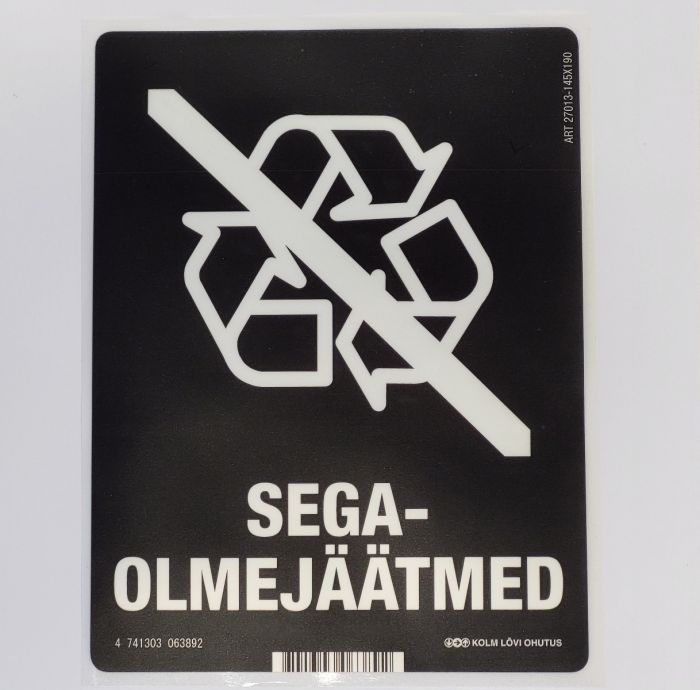 ART 27013-145X190
SEGA-
OLMEJÄÄTMED
4 741303 063892
KOLM LÕVI OHUTUS